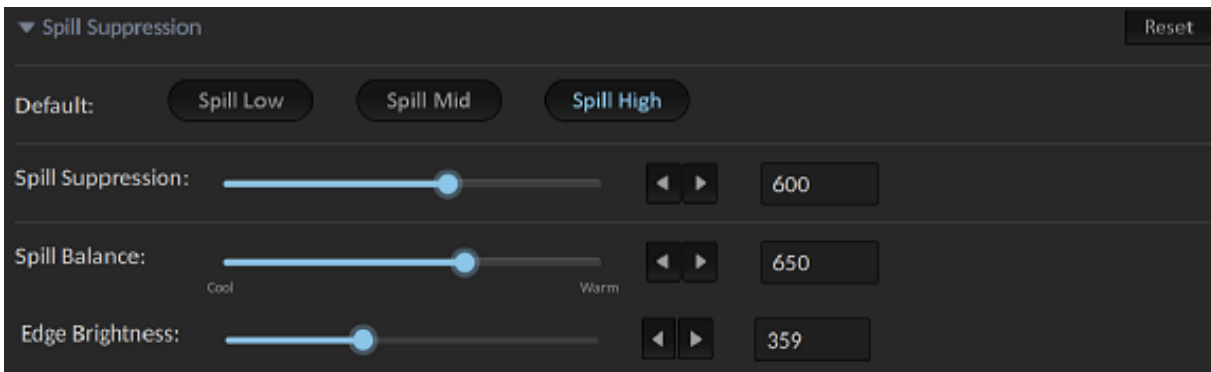 Spill Suppression Reset
Default: Spill Low Spill Mid Spill High
Spill Suppression: 600
Spill Balance: 650
Cool Warm
Edge Brightness: 359